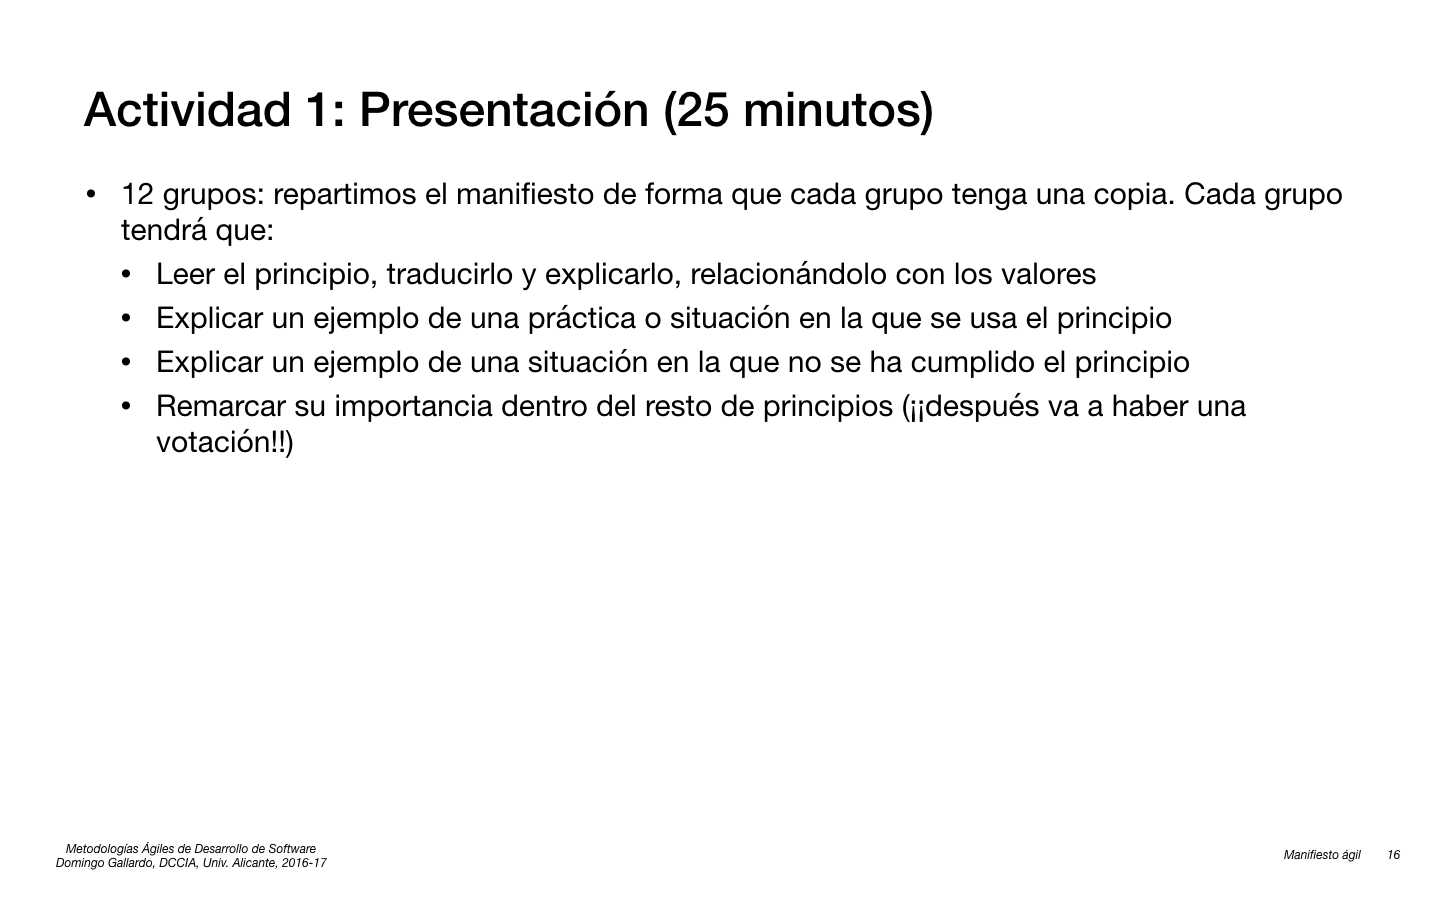 Actividad 1: Presentación (25 minutos)
• 12 grupos: repartimos el manifiesto de forma que cada grupo tenga una copia. Cada grupo
tendrá que:
• Leer el principio, traducirlo y explicarlo, relacionándolo con los valores
• Explicar un ejemplo de una práctica o situación en la que se usa el principio
• Explicar un ejemplo de una situación en la que no se ha cumplido el principio
• Remarcar su importancia dentro del resto de principios (¡¡después va a haber una
votación!!)
Metodologías Ágiles de Desarrollo de Software
Domingo Gallardo, DCCIA, Univ. Alicante, 2016-17
Manifiesto ágil 16